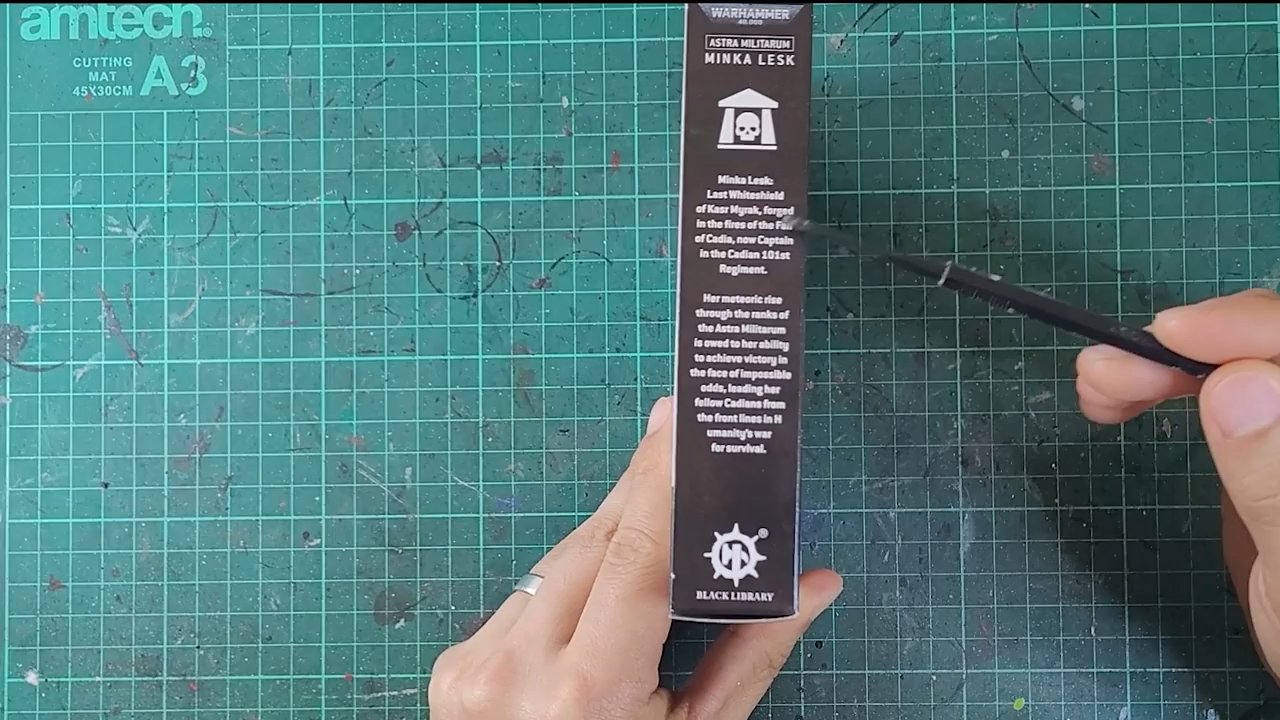 amtech®
CUTTING
MAT
45X30CM
A3
WARHAMMER
40,000
ASTRA MILITARUM
MINKA LESK
Minka Lesk:
Last Whiteshield
of Kasr Myrak, forged
in the fires of the Fall
of Cadia, now Captain
in the Cadian 101st
Regiment.
Her meteoric rise
through the ranks of
the Astra Militarum
is owed to her ability
to achieve victory in
the face of impossible
odds, leading her
fellow Cadians from
the front lines in H
umanity's war
for survival.
®
BLACK LIBRARY